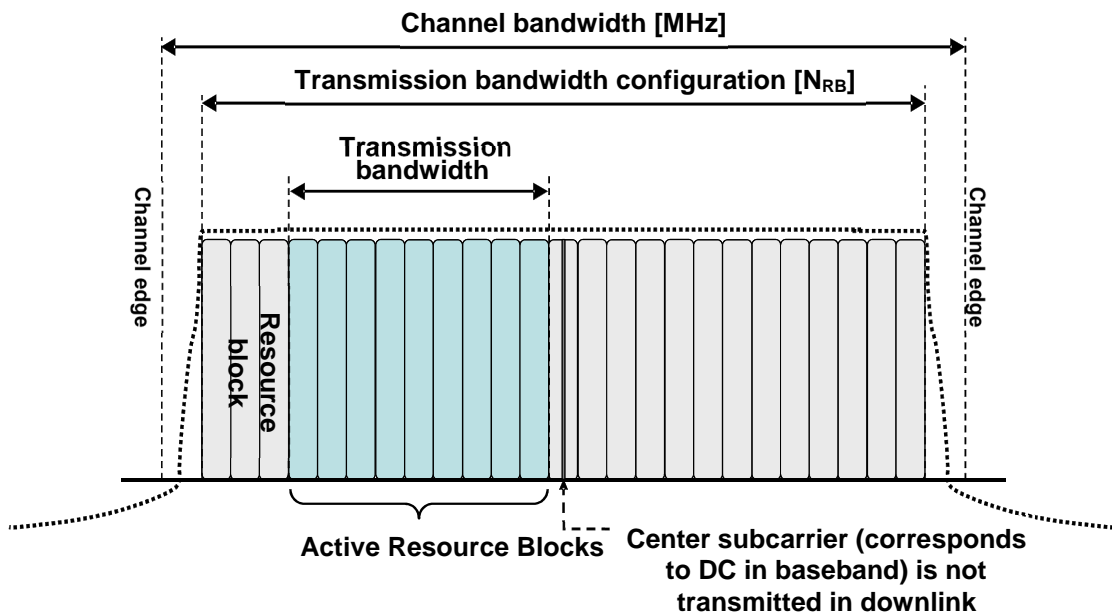 Channel bandwidth [MHz]
Transmission bandwidth configuration [NRB]
Transmission
bandwidth
Channel edge
Channel edge
Resource
block
Active Resource Blocks
Center subcarrier (corresponds
to DC in baseband) is not
transmitted in downlink